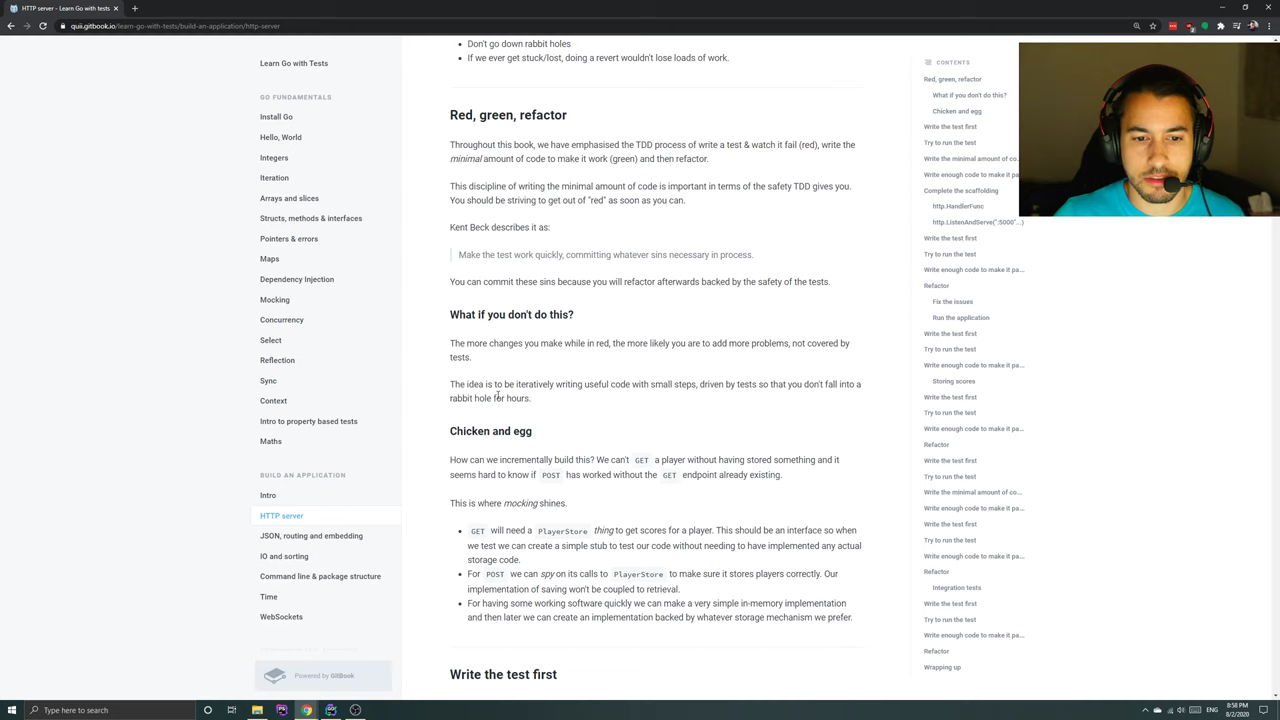 HTTP server - Learn Go with Tests
quii.gitbook.io/learn-go-with-tests/build-an-application/http-server
Learn Go with Tests
GO FUNDAMENTALS
Install Go
Hello, World
Integers
Iteration
Arrays and slices
Structs, methods & interfaces
Pointers & errors
Maps
Dependency Injection
Mocking
Concurrency
Select
Reflection
Sync
Context
Intro to property based tests
Maths
BUILD AN APPLICATION
Intro
HTTP server
JSON, routing and embedding
IO and sorting
Command line & package structure
Time
WebSockets
Powered by GitBook
• Don't go down rabbit holes
• If we ever get stuck/lost, doing a revert wouldn't lose loads of work.
Red, green, refactor
Throughout this book, we have emphasised the TDD process of write a test & watch it fail (red), write the
minimal amount of code to make it work (green) and then refactor.
This discipline of writing the minimal amount of code is important in terms of the safety TDD gives you.
You should be striving to get out of "red" as soon as you can.
Kent Beck describes it as:
Make the test work quickly, committing whatever sins necessary in process.
You can commit these sins because you will refactor afterwards backed by the safety of the tests.
What if you don't do this?
The more changes you make while in red, the more likely you are to add more problems, not covered by
tests.
The idea is to be iteratively writing useful code with small steps, driven by tests so that you don't fall into a
rabbit hole for hours.
Chicken and egg
How can we incrementally build this? We can't GET a player without having stored something and it
seems hard to know if POST has worked without the GET endpoint already existing.
This is where mocking shines.
• GET will need a PlayerStore thing to get scores for a player. This should be an interface so when
we test we can create a simple stub to test our code without needing to have implemented any actual
storage code.
• For POST we can spy on its calls to PlayerStore to make sure it stores players correctly. Our
implementation of saving won't be coupled to retrieval.
• For having some working software quickly we can make a very simple in-memory implementation
and then later we can create an implementation backed by whatever storage mechanism we prefer.
Write the test first
CONTENTS
Red, green, refactor
What if you don't do this?
Chicken and egg
Write the test first
Try to run the test
Write the minimal amount of co...
Write enough code to make it pa...
Complete the scaffolding
http.HandlerFunc
http.ListenAndServe(":5000"...)
Write the test first
Try to run the test
Write enough code to make it pa...
Refactor
Fix the issues
Run the application
Write the test first
Try to run the test
Write enough code to make it pa...
Storing scores
Write the test first
Try to run the test
Write enough code to make it pa...
Refactor
Write the test first
Try to run the test
Write the minimal amount of co...
Write enough code to make it pa...
Write the test first
Try to run the test
Write enough code to make it pa...
Refactor
Integration tests
Write the test first
Try to run the test
Write enough code to make it pa...
Refactor
Wrapping up
Type here to search
ENG
8:58 PM
8/2/2020